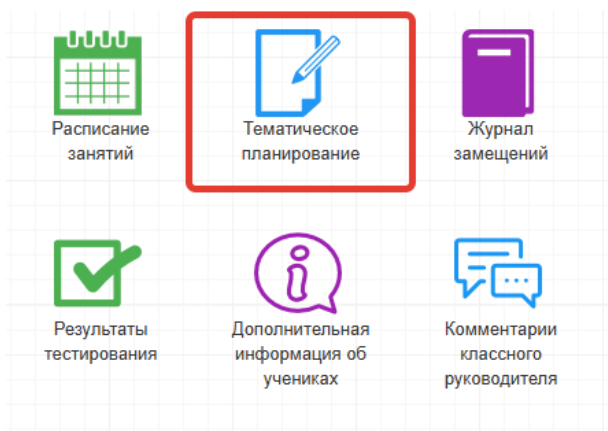 Расписание
занятий
Тематическое
планирование
Журнал
замещений
Результаты
тестирования
Дополнительная
информация об
учениках
Комментарии
классного
руководителя